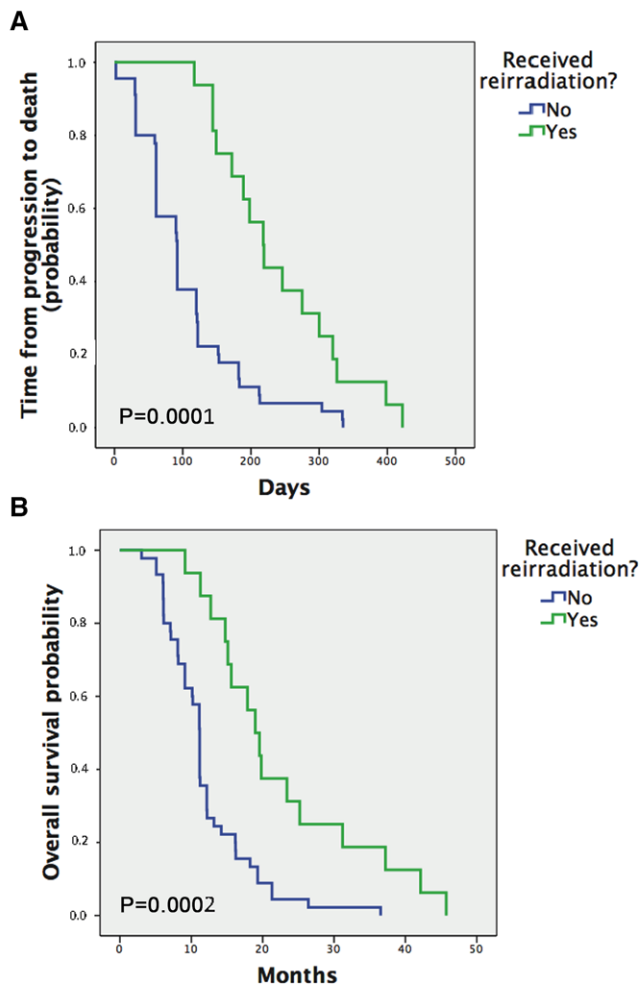 A
Received
reirradiation?
No
Yes
Time from progression to death
(probability)
1.0
0.8
0.6
0.4
0.2
0.0
P=0.0001
0 100 200 300 400 500
Days
B
Received
reirradiation?
No
Yes
Overall survival probability
1.0
0.8
0.6
0.4
0.2
0.0
P=0.0002
0 10 20 30 40 50
Months